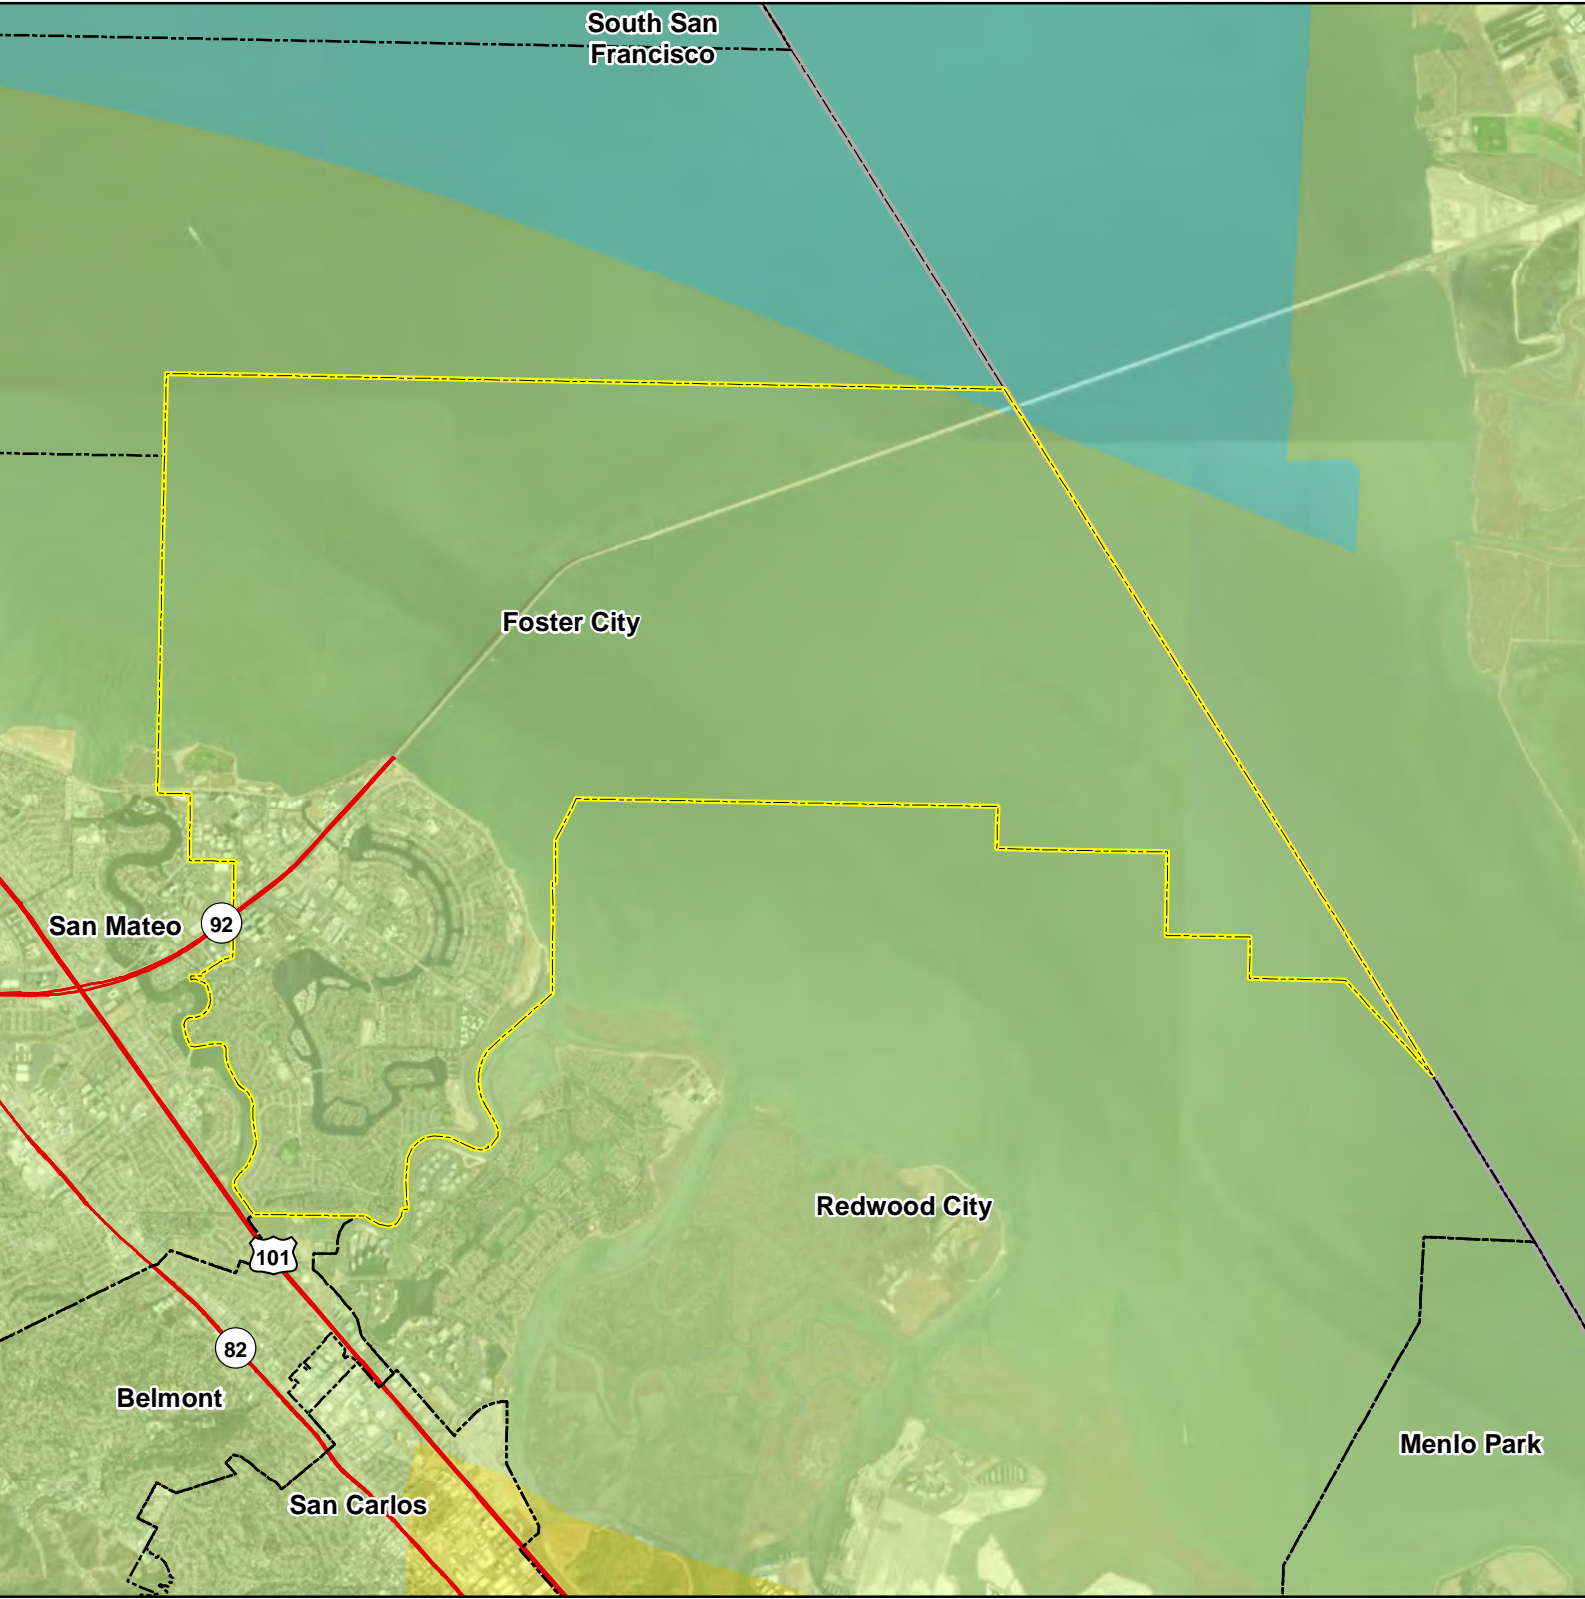 South San
Francisco
Foster City
San Mateo
92
Redwood City
101
82
Belmont
Menlo Park
San Carlos